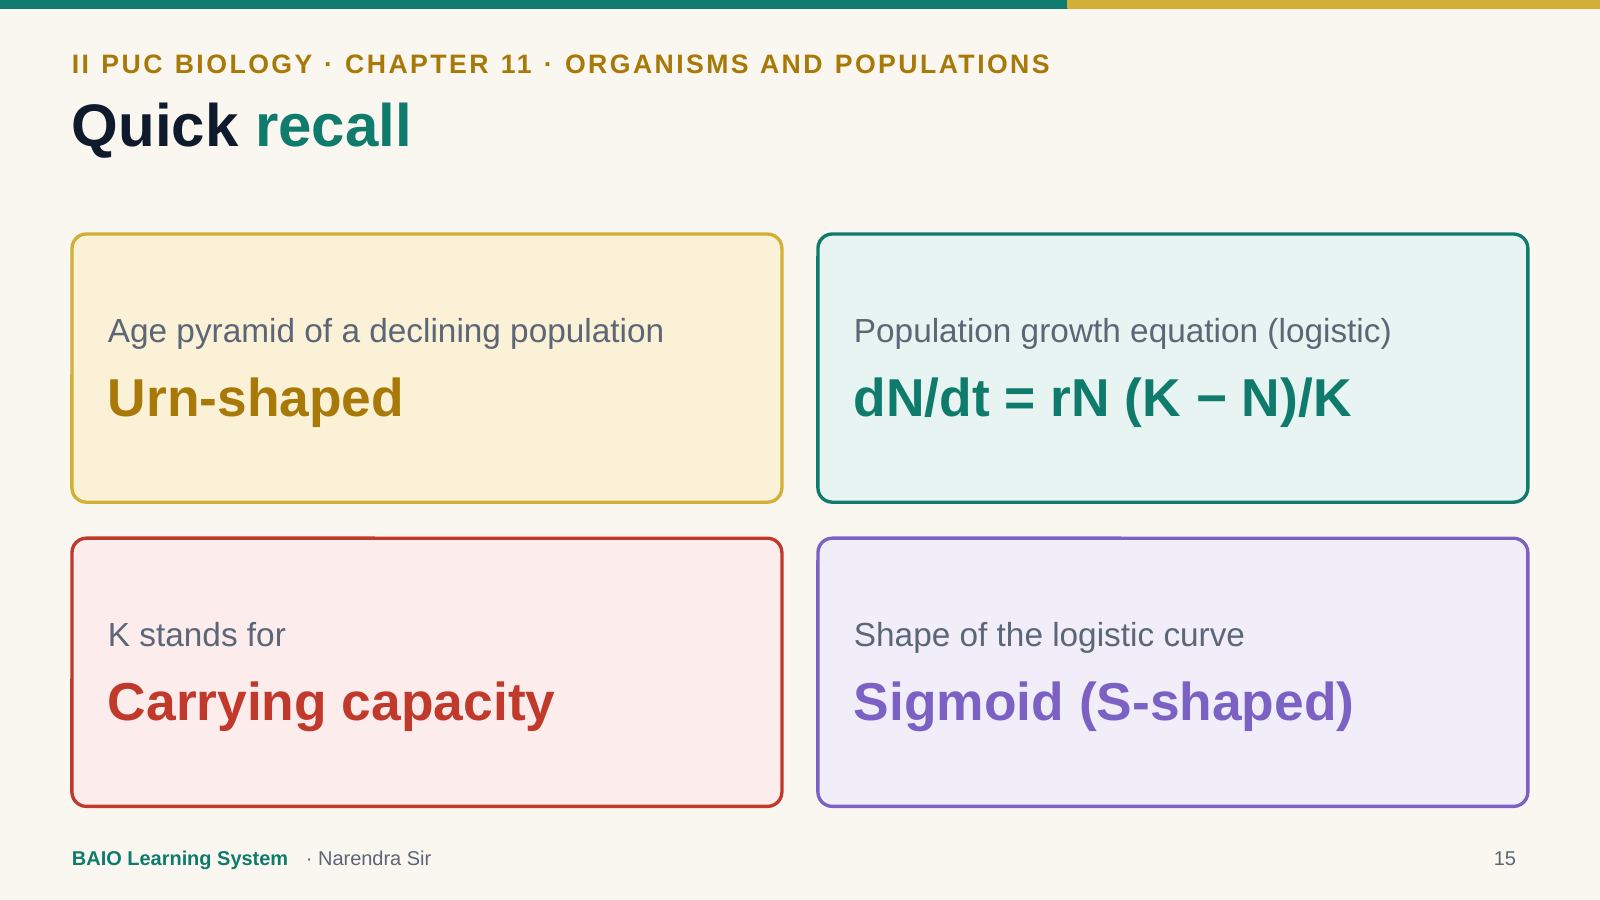 II PUC BIOLOGY · CHAPTER 11 · ORGANISMS AND POPULATIONS
Quick recall
Age pyramid of a declining population
Urn-shaped
Population growth equation (logistic)
dN/dt = rN (K − N)/K
K stands for
Carrying capacity
Shape of the logistic curve
Sigmoid (S-shaped)
BAIO Learning System · Narendra Sir
15